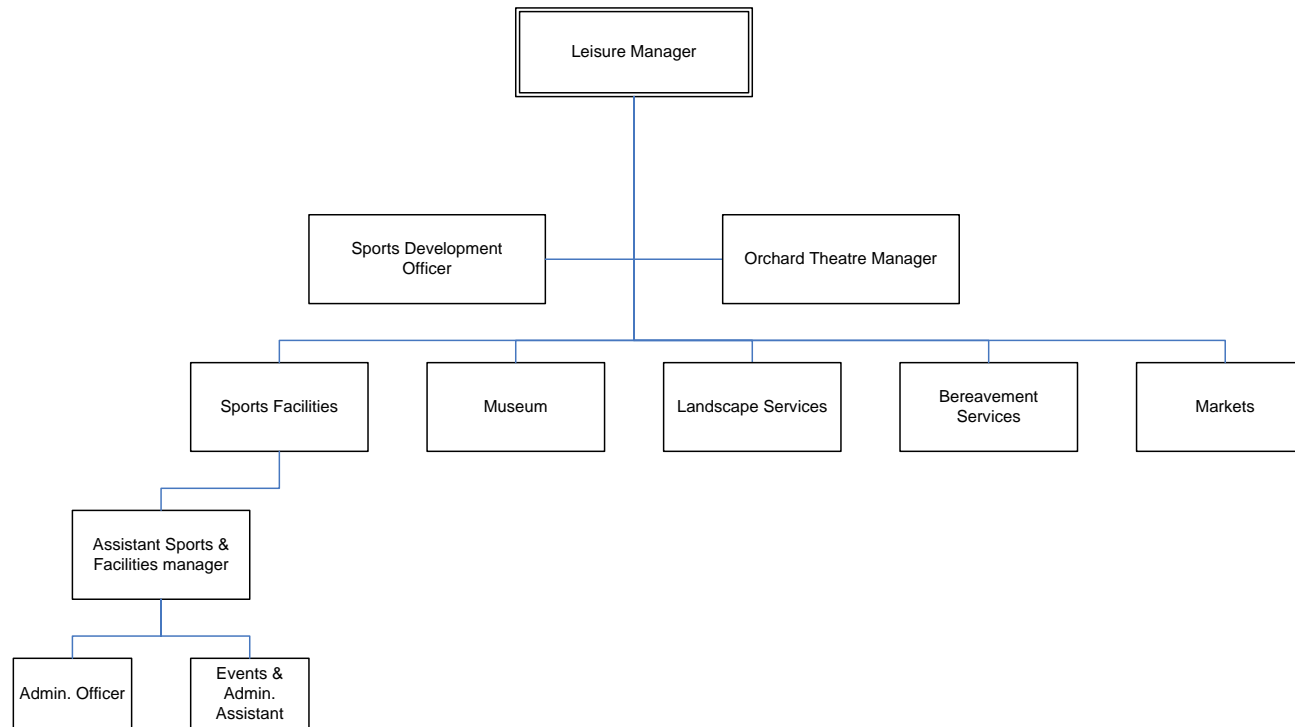 Leisure Manager
Sports Development
Officer
Orchard Theatre Manager
Sports Facilities
Museum
Landscape Services
Bereavement
Services
Markets
Assistant Sports &
Facilities manager
Admin. Officer
Events &
Admin.
Assistant